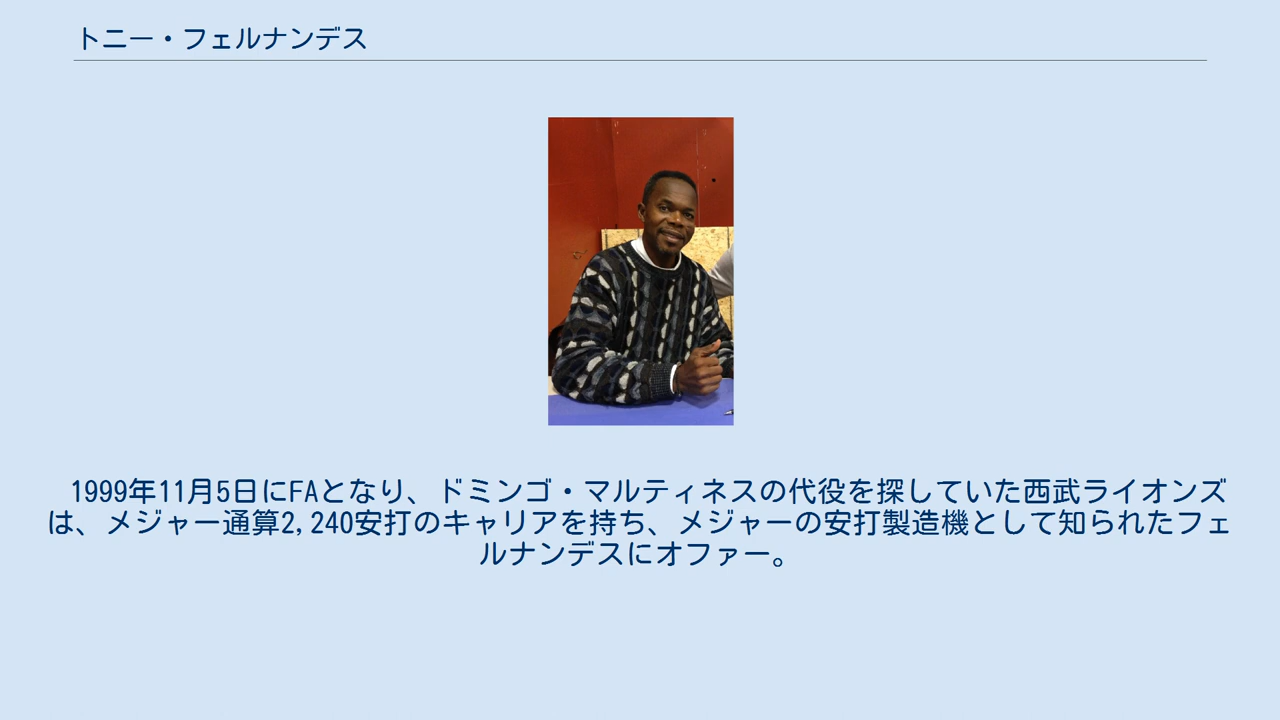 トニー・フェルナンデス
1999年11月5日にFAとなり、ドミンゴ・マルティネスの代役を探していた西武ライオンズ
は、メジャー通算2,240安打のキャリアを持ち、メジャーの安打製造機として知られたフェ
ルナンデスにオファー。